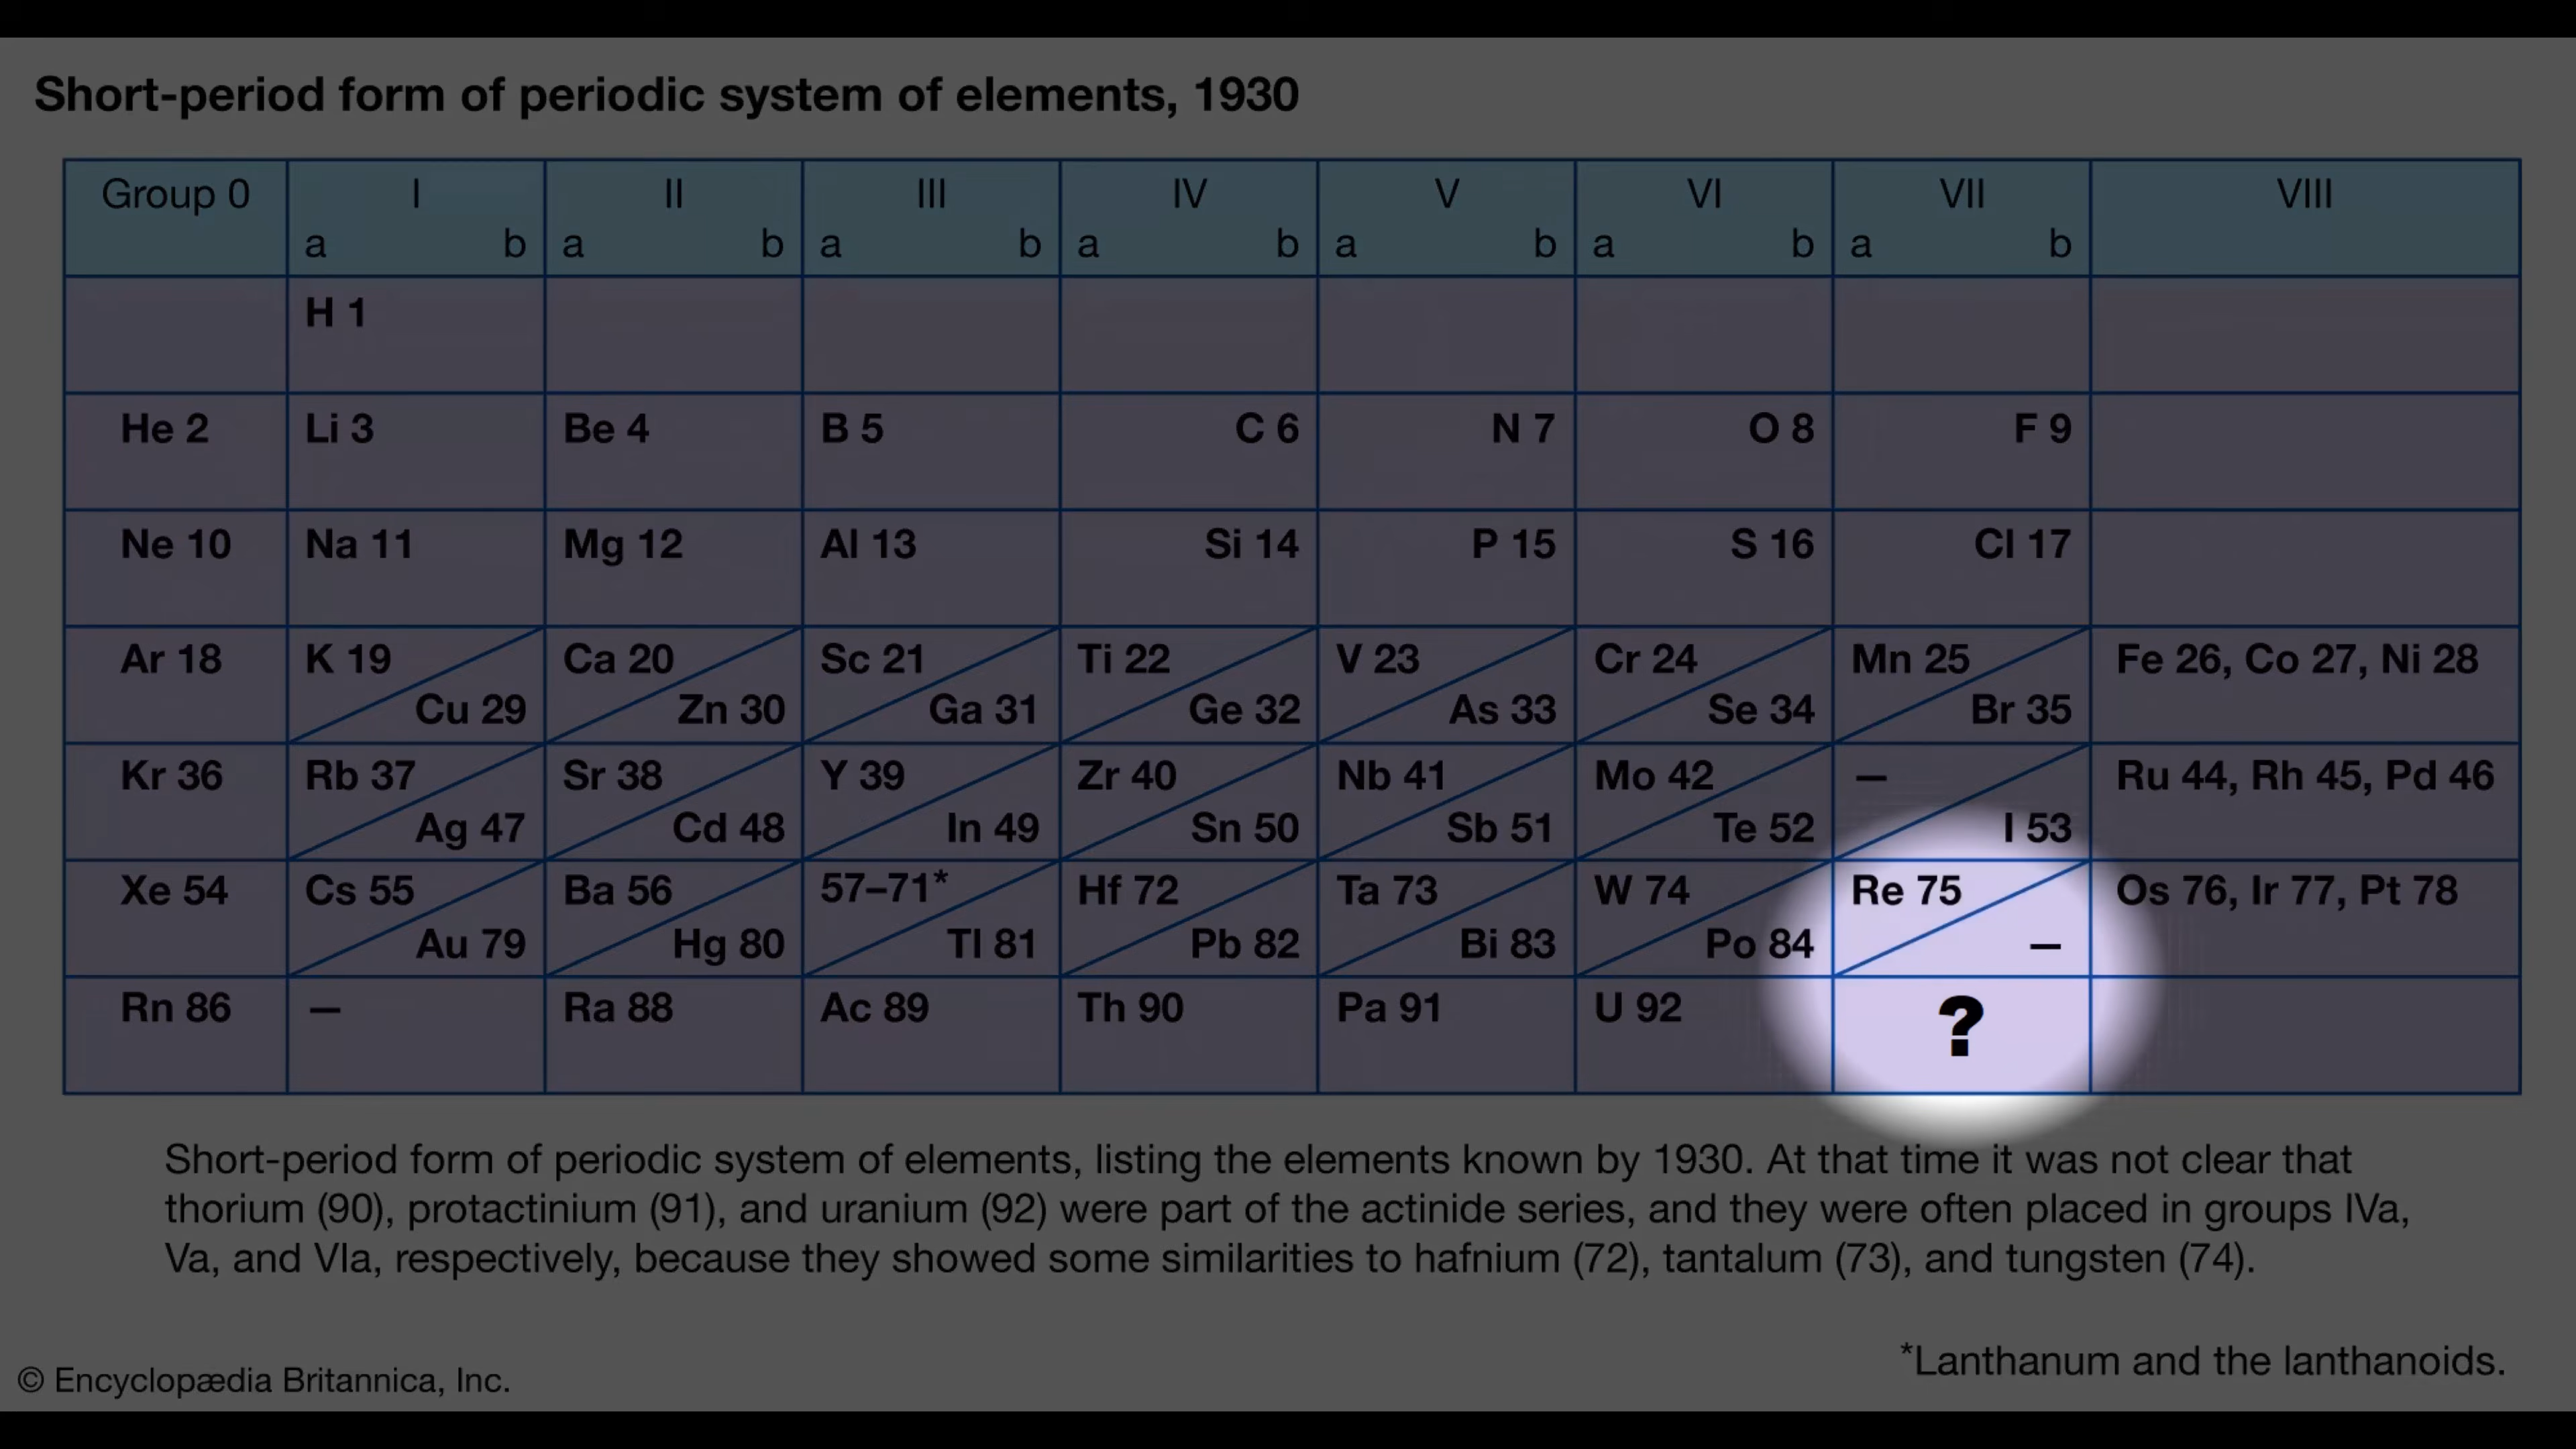 Short-period form of periodic system of elements, 1930
Group 0 I II III IV V VI VII VIII
a b a b a b a b a b a b a b
H 1
He 2 Li 3 Be 4 B 5 C 6 N 7 O 8 F 9
Ne 10 Na 11 Mg 12 Al 13 Si 14 P 15 S 16 Cl 17
Ar 18 K 19 Ca 20 Sc 21 Ti 22 V 23 Cr 24 Mn 25 Fe 26, Co 27, Ni 28
Cu 29 Zn 30 Ga 31 Ge 32 As 33 Se 34 Br 35
Kr 36 Rb 37 Sr 38 Y 39 Zr 40 Nb 41 Mo 42 — Ru 44, Rh 45, Pd 46
Ag 47 Cd 48 In 49 Sn 50 Sb 51 Te 52 I 53
Xe 54 Cs 55 Ba 56 57–71* Hf 72 Ta 73 W 74 Re 75 Os 76, Ir 77, Pt 78
Au 79 Hg 80 Tl 81 Pb 82 Bi 83 Po 84 —
Rn 86 — Ra 88 Ac 89 Th 90 Pa 91 U 92 ?
Short-period form of periodic system of elements, listing the elements known by 1930. At that time it was not clear that
thorium (90), protactinium (91), and uranium (92) were part of the actinide series, and they were often placed in groups IVa,
Va, and VIa, respectively, because they showed some similarities to hafnium (72), tantalum (73), and tungsten (74).
*Lanthanum and the lanthanoids.
© Encyclopædia Britannica, Inc.